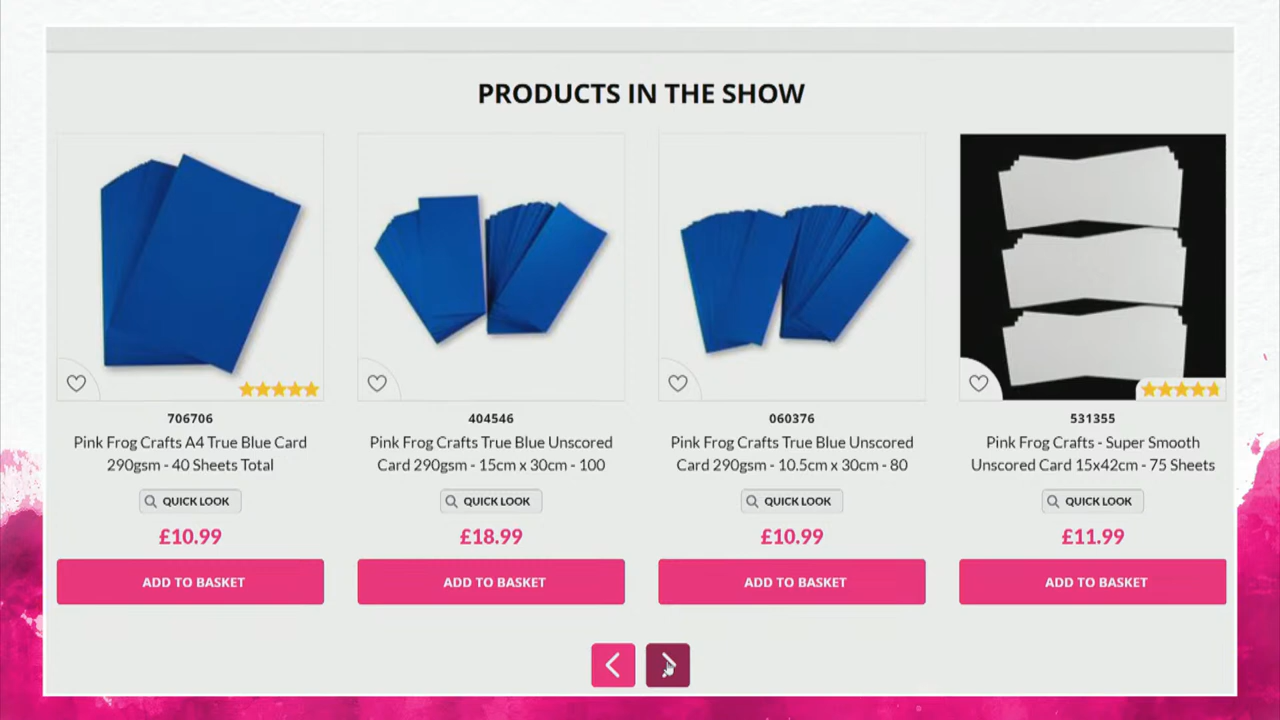 PRODUCTS IN THE SHOW
706706
Pink Frog Crafts A4 True Blue Card
290gsm - 40 Sheets Total
QUICK LOOK
£10.99
ADD TO BASKET
404546
Pink Frog Crafts True Blue Unscored
Card 290gsm - 15cm x 30cm - 100
QUICK LOOK
£18.99
ADD TO BASKET
060376
Pink Frog Crafts True Blue Unscored
Card 290gsm - 10.5cm x 30cm - 80
QUICK LOOK
£10.99
ADD TO BASKET
531355
Pink Frog Crafts - Super Smooth
Unscored Card 15x42cm - 75 Sheets
QUICK LOOK
£11.99
ADD TO BASKET